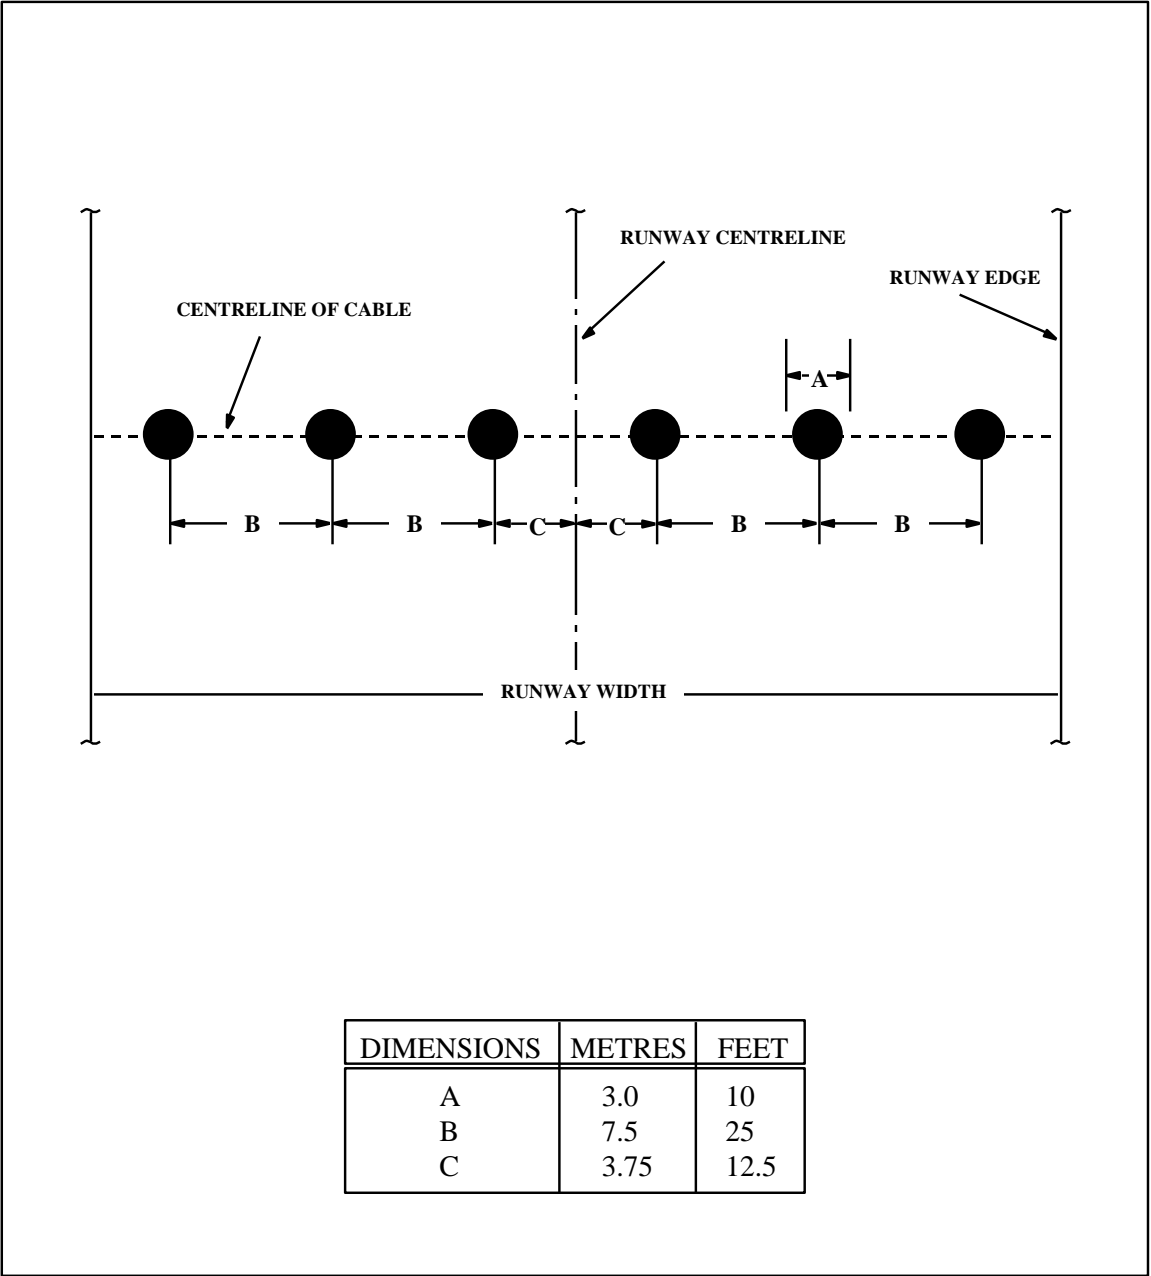 RUNWAY CENTRELINE
RUNWAY EDGE
CENTRELINE OF CABLE
A
B B C C B B
RUNWAY WIDTH
DIMENSIONS METRES FEET
A 3.0 10
B 7.5 25
C 3.75 12.5